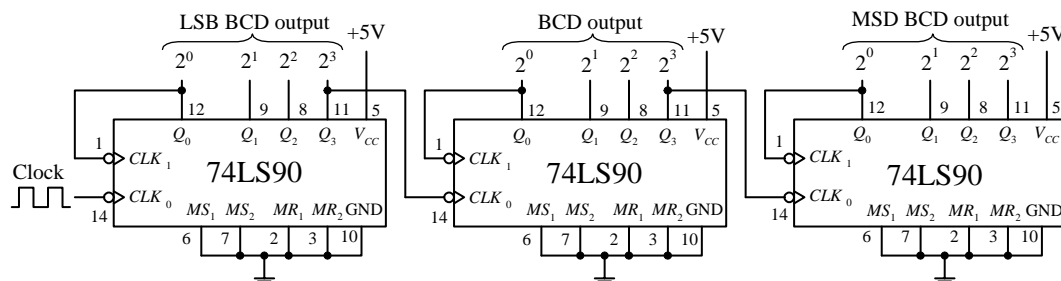 LSB BCD output BCD output MSD BCD output
+5V +5V +5V
2⁰ 2¹ 2² 2³ 2⁰ 2¹ 2² 2³ 2⁰ 2¹ 2² 2³
12 9 8 11 5 12 9 8 11 5 12 9 8 11 5
Q₀ Q₁ Q₂ Q₃ V_CC Q₀ Q₁ Q₂ Q₃ V_CC Q₀ Q₁ Q₂ Q₃ V_CC
1 CLK₁ 1 CLK₁ 1 CLK₁
Clock 74LS90 74LS90 74LS90
CLK₀ CLK₀ CLK₀
14 14 14
MS₁ MS₂ MR₁ MR₂ GND MS₁ MS₂ MR₁ MR₂ GND MS₁ MS₂ MR₁ MR₂ GND
6 7 2 3 10 6 7 2 3 10 6 7 2 3 10